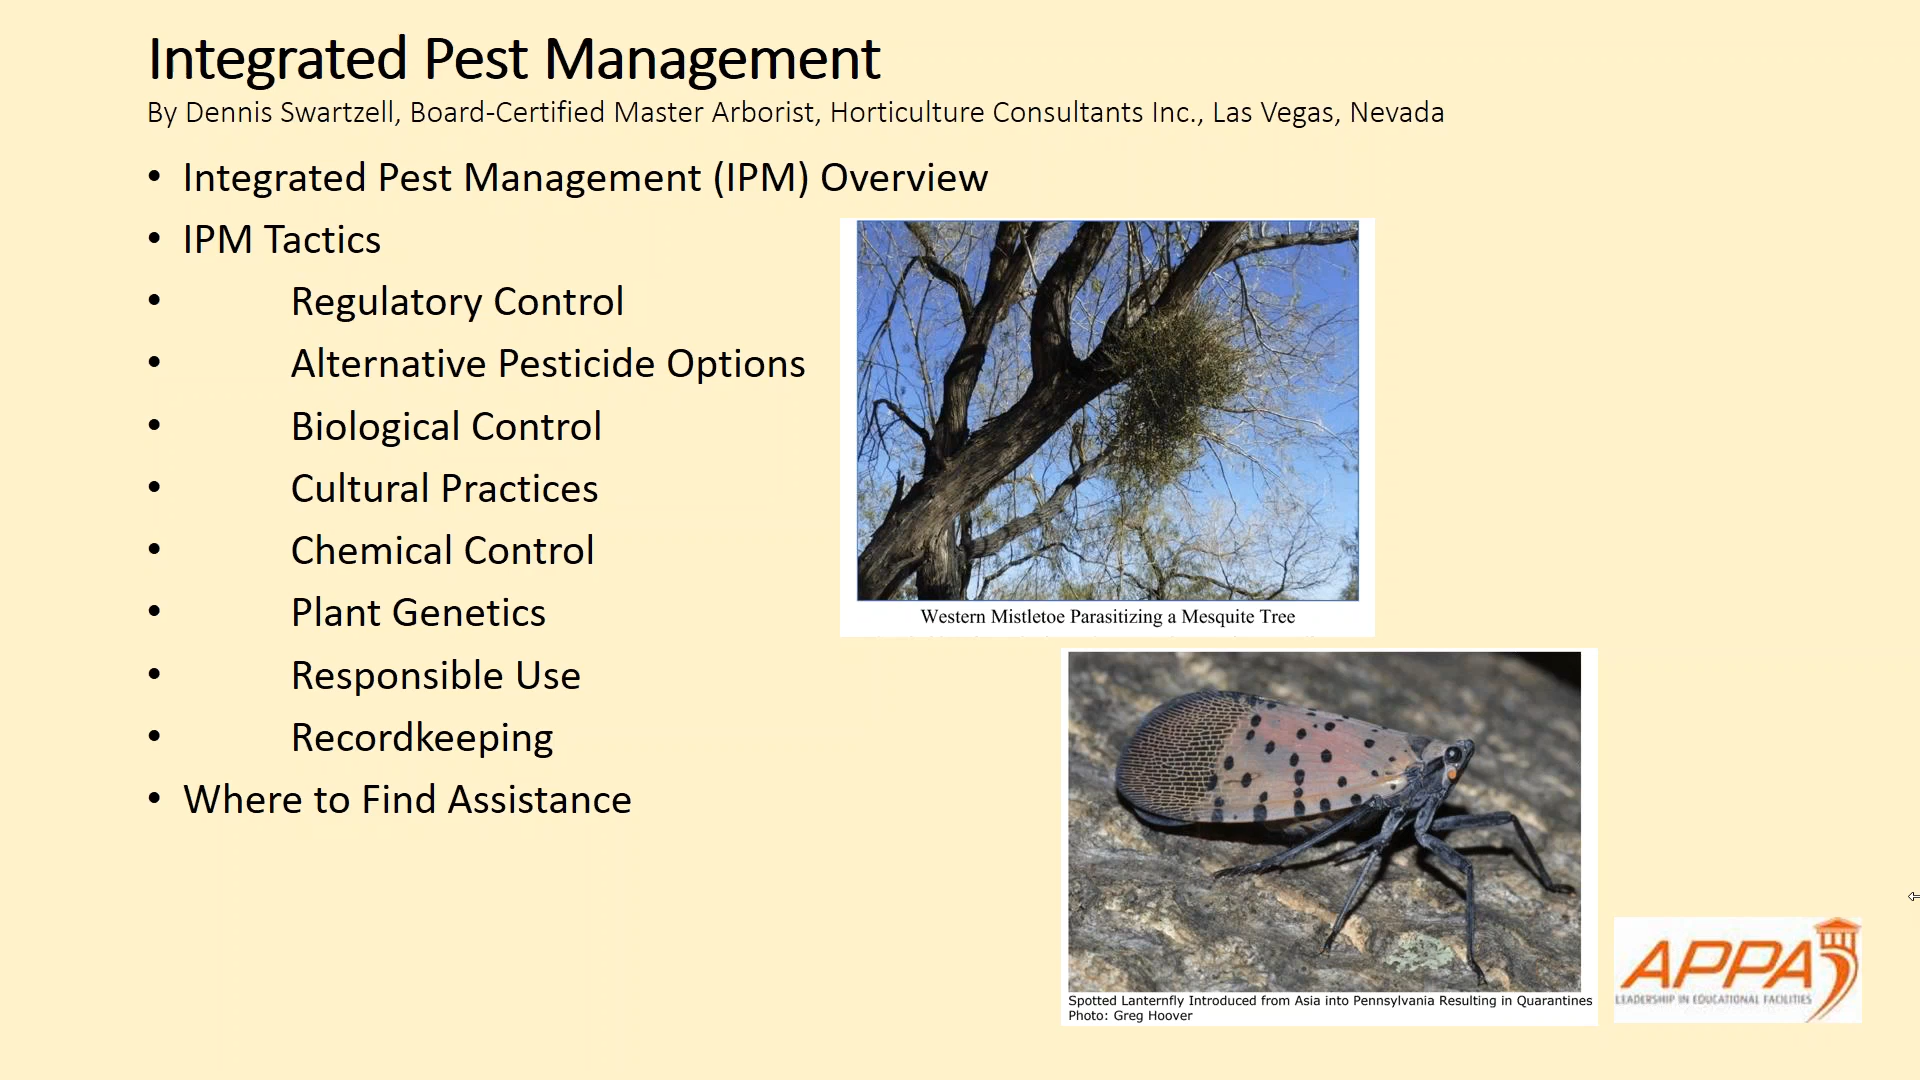 Integrated Pest Management
By Dennis Swartzell, Board-Certified Master Arborist, Horticulture Consultants Inc., Las Vegas, Nevada
• Integrated Pest Management (IPM) Overview
• IPM Tactics
• Regulatory Control
• Alternative Pesticide Options
• Biological Control
• Cultural Practices
• Chemical Control
• Plant Genetics
• Responsible Use
• Recordkeeping
• Where to Find Assistance
Western Mistletoe Parasitizing a Mesquite Tree
Spotted Lanternfly Introduced from Asia into Pennsylvania Resulting in Quarantines
Photo: Greg Hoover
APPA
LEADERSHIP IN EDUCATIONAL FACILITIES